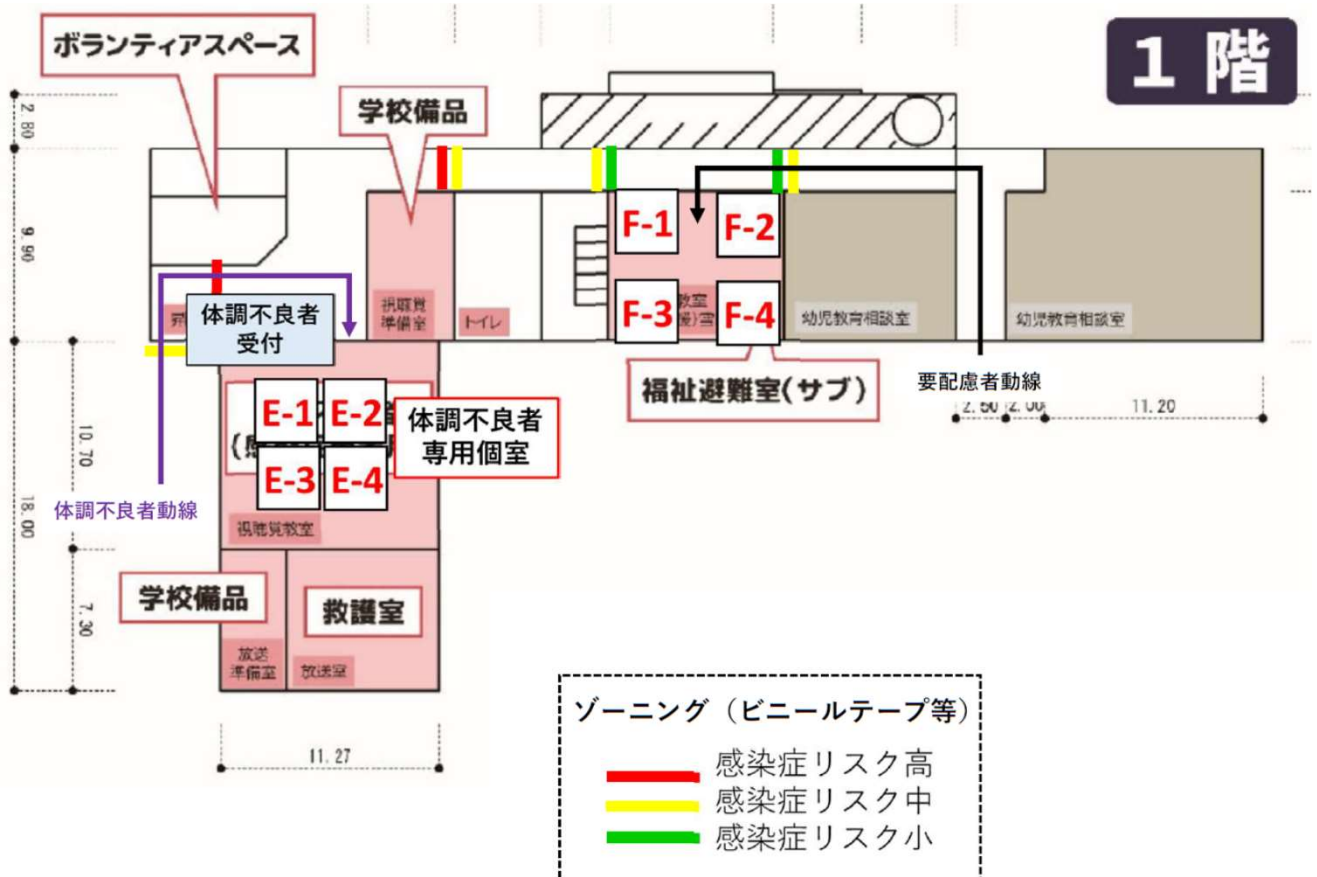 １階
ボランティアスペース
学校備品
2.80
9.90
10.70
18.00
7.30
F-1
F-2
F-3
F-4
体調不良者
受付
視聴覚
準備室
トイレ
幼児教育相談室
幼児教育相談室
福祉避難室(サブ)
要配慮者動線
2.50
2.00
11.20
E-1
E-2
E-3
E-4
体調不良者
専用個室
体調不良者動線
視聴覚教室
学校備品
救護室
放送
準備室
放送室
11.27
ゾーニング（ビニールテープ等）
感染症リスク高
感染症リスク中
感染症リスク小